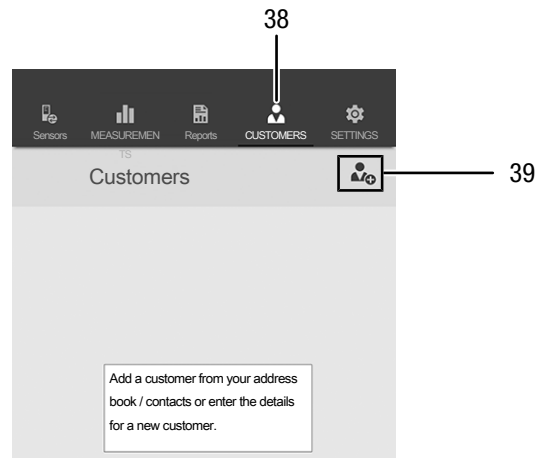 38
Sensors MEASUREMEN Reports CUSTOMERS SETTINGS
TS
Customers
39
Add a customer from your address
book / contacts or enter the details
for a new customer.